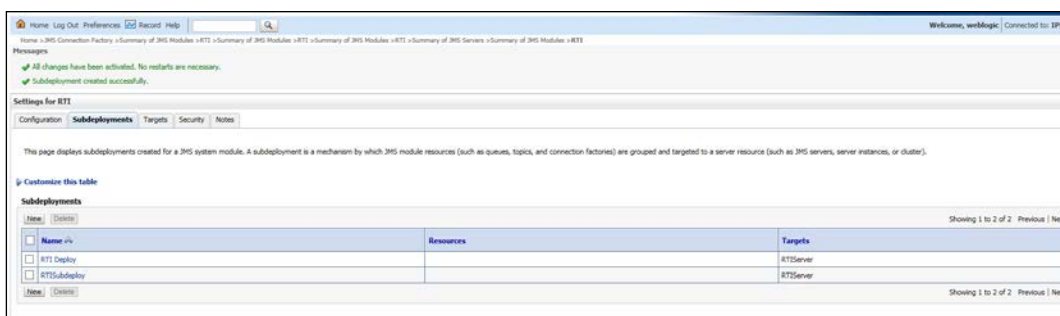 Home Log Out Preferences Record Help
Welcome, weblogic Connected to: IP
Home >JMS Connection Factory >Summary of JMS Modules >RTI >Summary of JMS Modules >RTI >Summary of JMS Modules >RTI >Summary of JMS Servers >Summary of JMS Modules >RTI
Messages
All changes have been activated. No restarts are necessary.
Subdeployment created successfully.
Settings for RTI
Configuration Subdeployments Targets Security Notes
This page displays subdeployments created for a JMS system module. A subdeployment is a mechanism by which JMS module resources (such as queues, topics, and connection factories) are grouped and targeted to a server resource (such as JMS servers, server instances, or cluster).
Customize this table
Subdeployments
New Delete Showing 1 to 2 of 2 Previous | Ne
Name Resources Targets
RTI Deploy RTIServer
RTISubdeploy RTIServer
New Delete Showing 1 to 2 of 2 Previous | Ne